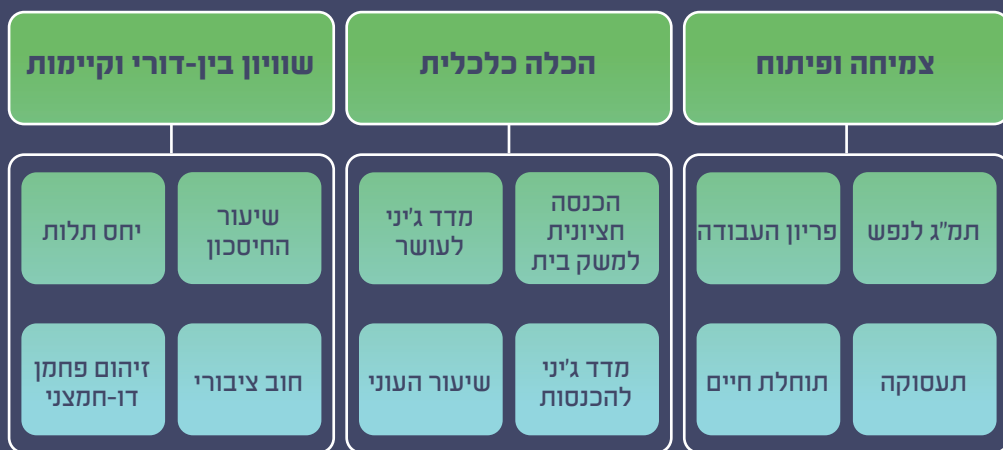 צמיחה ופיתוח
תמ"ג לנפש
פריון העבודה
תעסוקה
תוחלת חיים
הכלה כלכלית
הכנסה
חציונית
למשק בית
מדד ג'יני
לעושר
מדד ג'יני
להכנסות
שיעור העוני
שוויון בין-דורי וקיימות
שיעור
החיסכון
יחס תלות
חוב ציבורי
זיהום פחמן
דו-חמצני